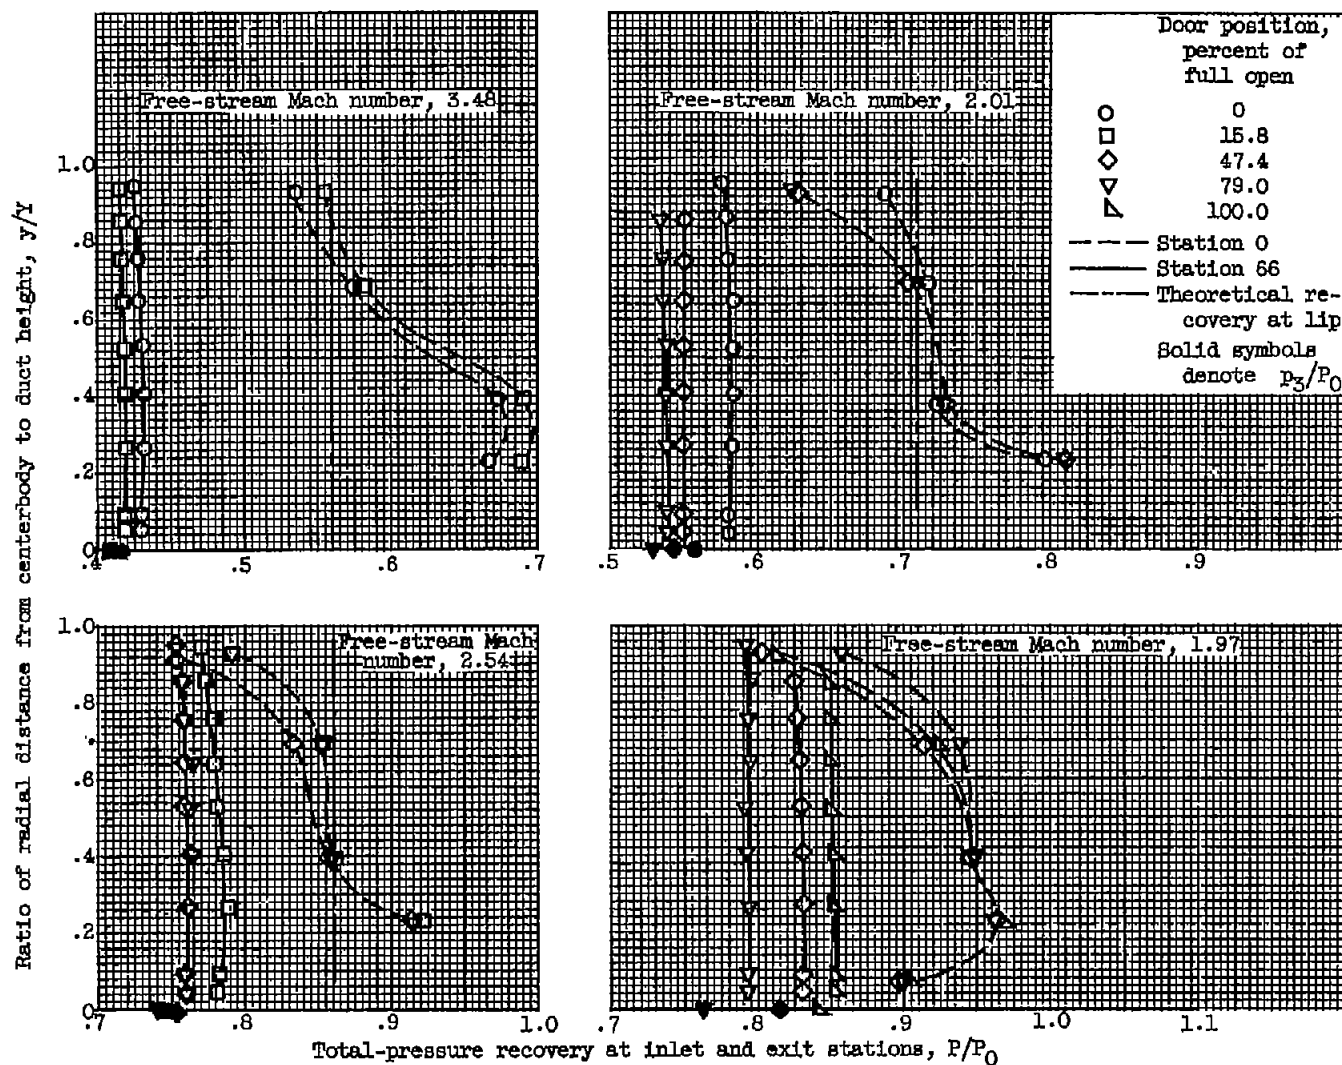 Free-stream Mach number, 3.48
Free-stream Mach number, 2.01
Door position,
percent of
full open
0
15.8
47.4
79.0
100.0
Station 0
Station 66
Theoretical re-
covery at lip
Solid symbols
denote p3/P0
Ratio of radial distance from centerbody to duct height, y/Y
1.0
.8
.6
.4
.2
0
.4
.5
.6
.7
.5
.6
.7
.8
.9
Free-stream Mach
number, 2.54
Free-stream Mach number, 1.97
1.0
.8
.6
.4
.2
0
.7
.8
.9
1.0
.7
.8
.9
1.0
1.1
Total-pressure recovery at inlet and exit stations, P/P0